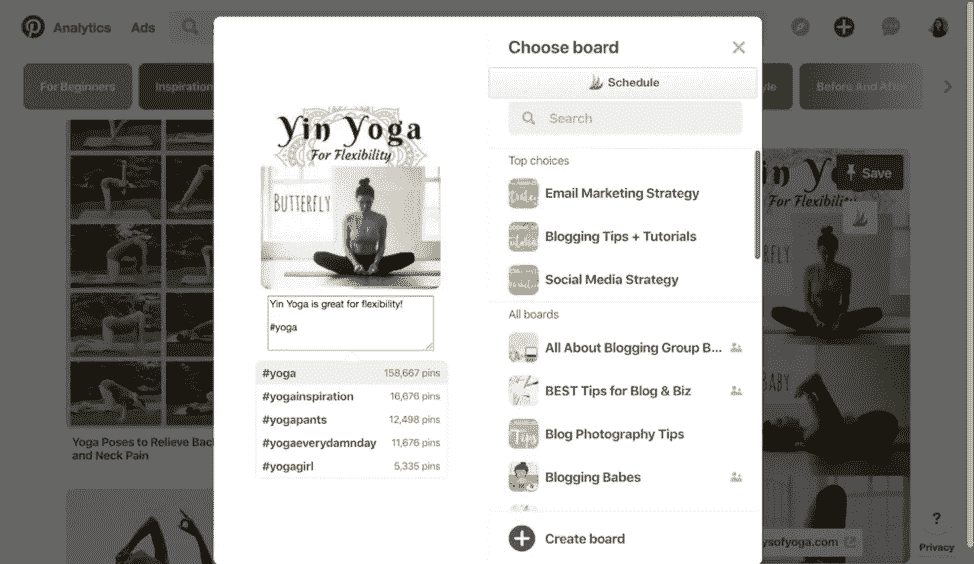 Analytics
Ads
For Beginners
Inspiration
Before And After
Choose board
Schedule
Search
Yin Yoga
For Flexibility
BUTTERFLY
Yin Yoga is great for flexibility!
#yoga
#yoga 158,667 pins
#yogainspiration 16,676 pins
#yogapants 12,498 pins
#yogaeverydamnday 11,676 pins
#yogagirl 5,335 pins
Top choices
Email Marketing Strategy
Blogging Tips + Tutorials
Social Media Strategy
All boards
All About Blogging Group B...
BEST Tips for Blog & Biz
Blog Photography Tips
Tips
Blogging Babes
Create board
Yoga Poses to Relieve Bac
and Neck Pain
Save
For Flexibility
BABY
ysofyoga.com
?
Privacy